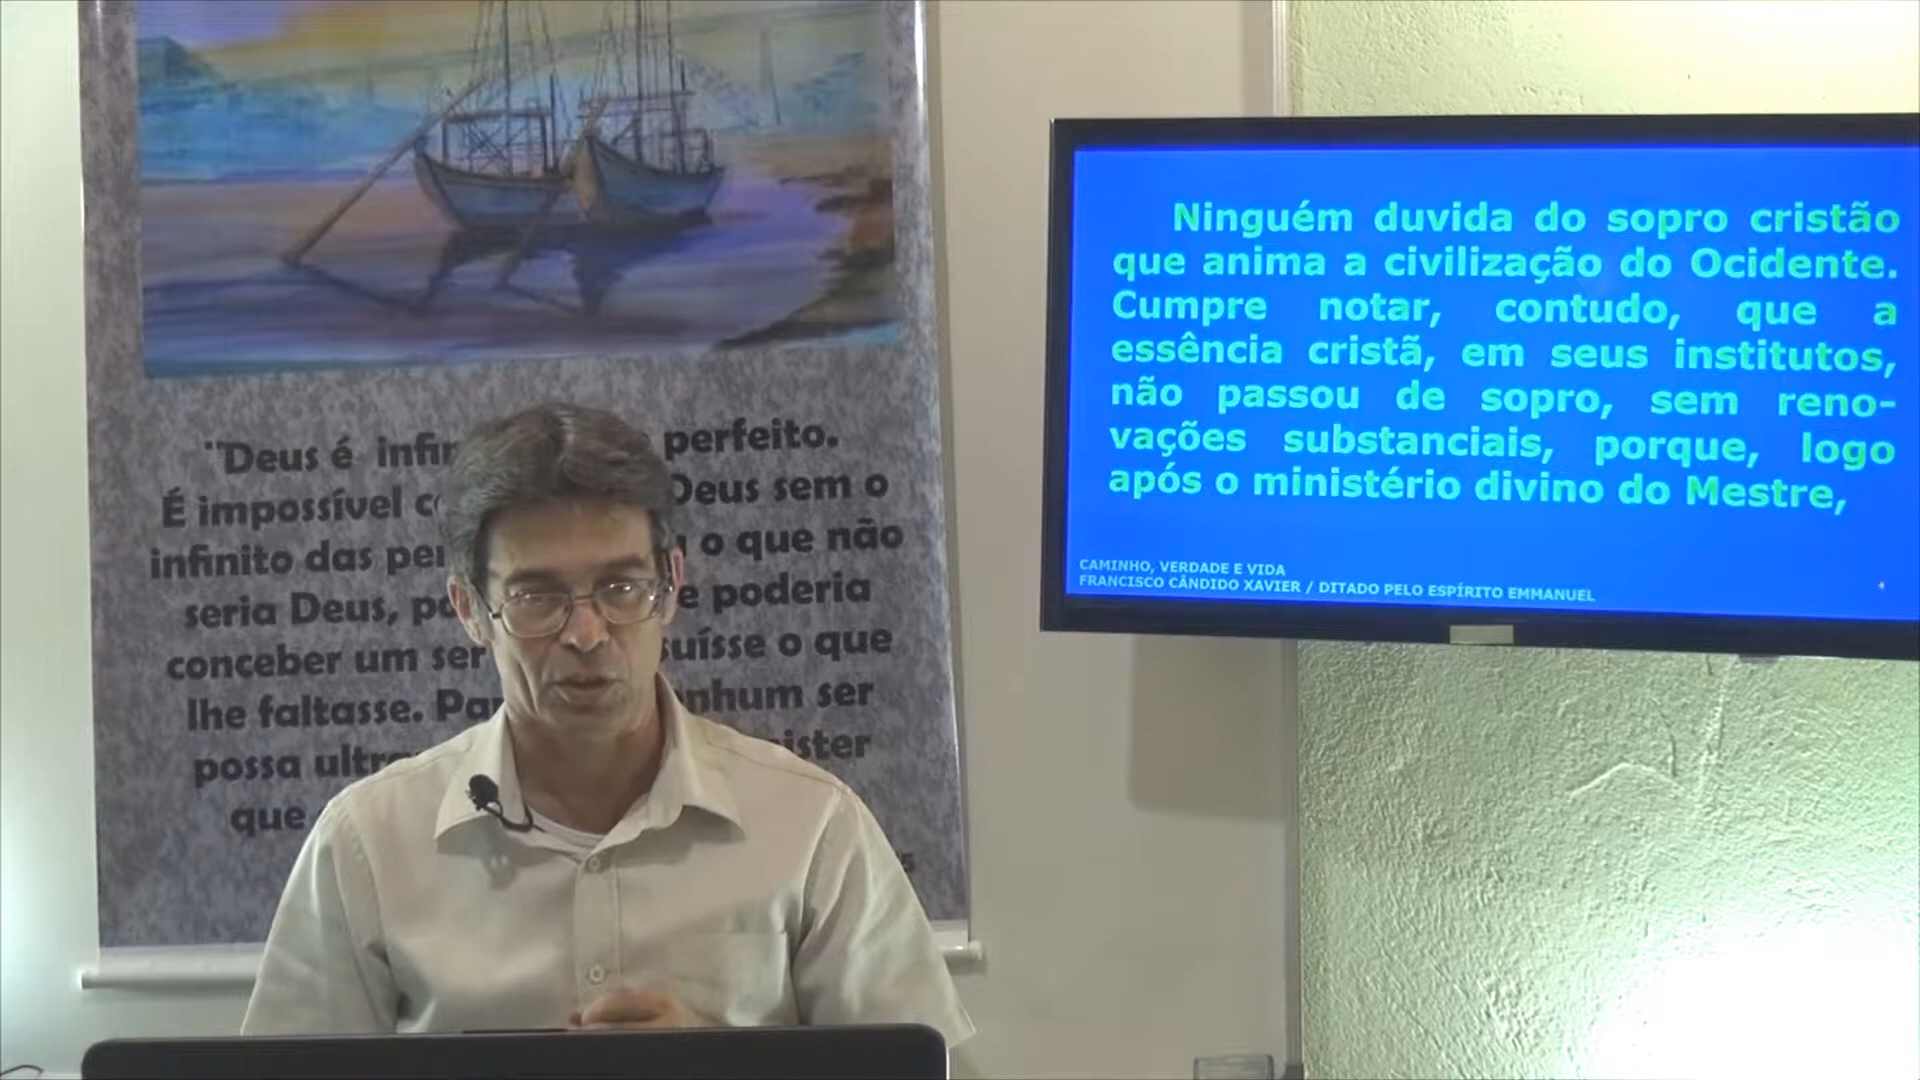 ¨Deus é perfeito.
É impossível Deus sem o
infinito das o que não
seria Deus, poderia
conceber um ser o que
lhe faltasse. ser
possa
que
Ninguém duvida do sopro cristão
que anima a civilização do Ocidente.
Cumpre notar, contudo, que a
essência cristã, em seus institutos,
não passou de sopro, sem reno-
vações substanciais, porque, logo
após o ministério divino do Mestre,
CAMINHO, VERDADE E VIDA
FRANCISCO CÂNDIDO XAVIER / DITADO PELO ESPÍRITO EMMANUEL